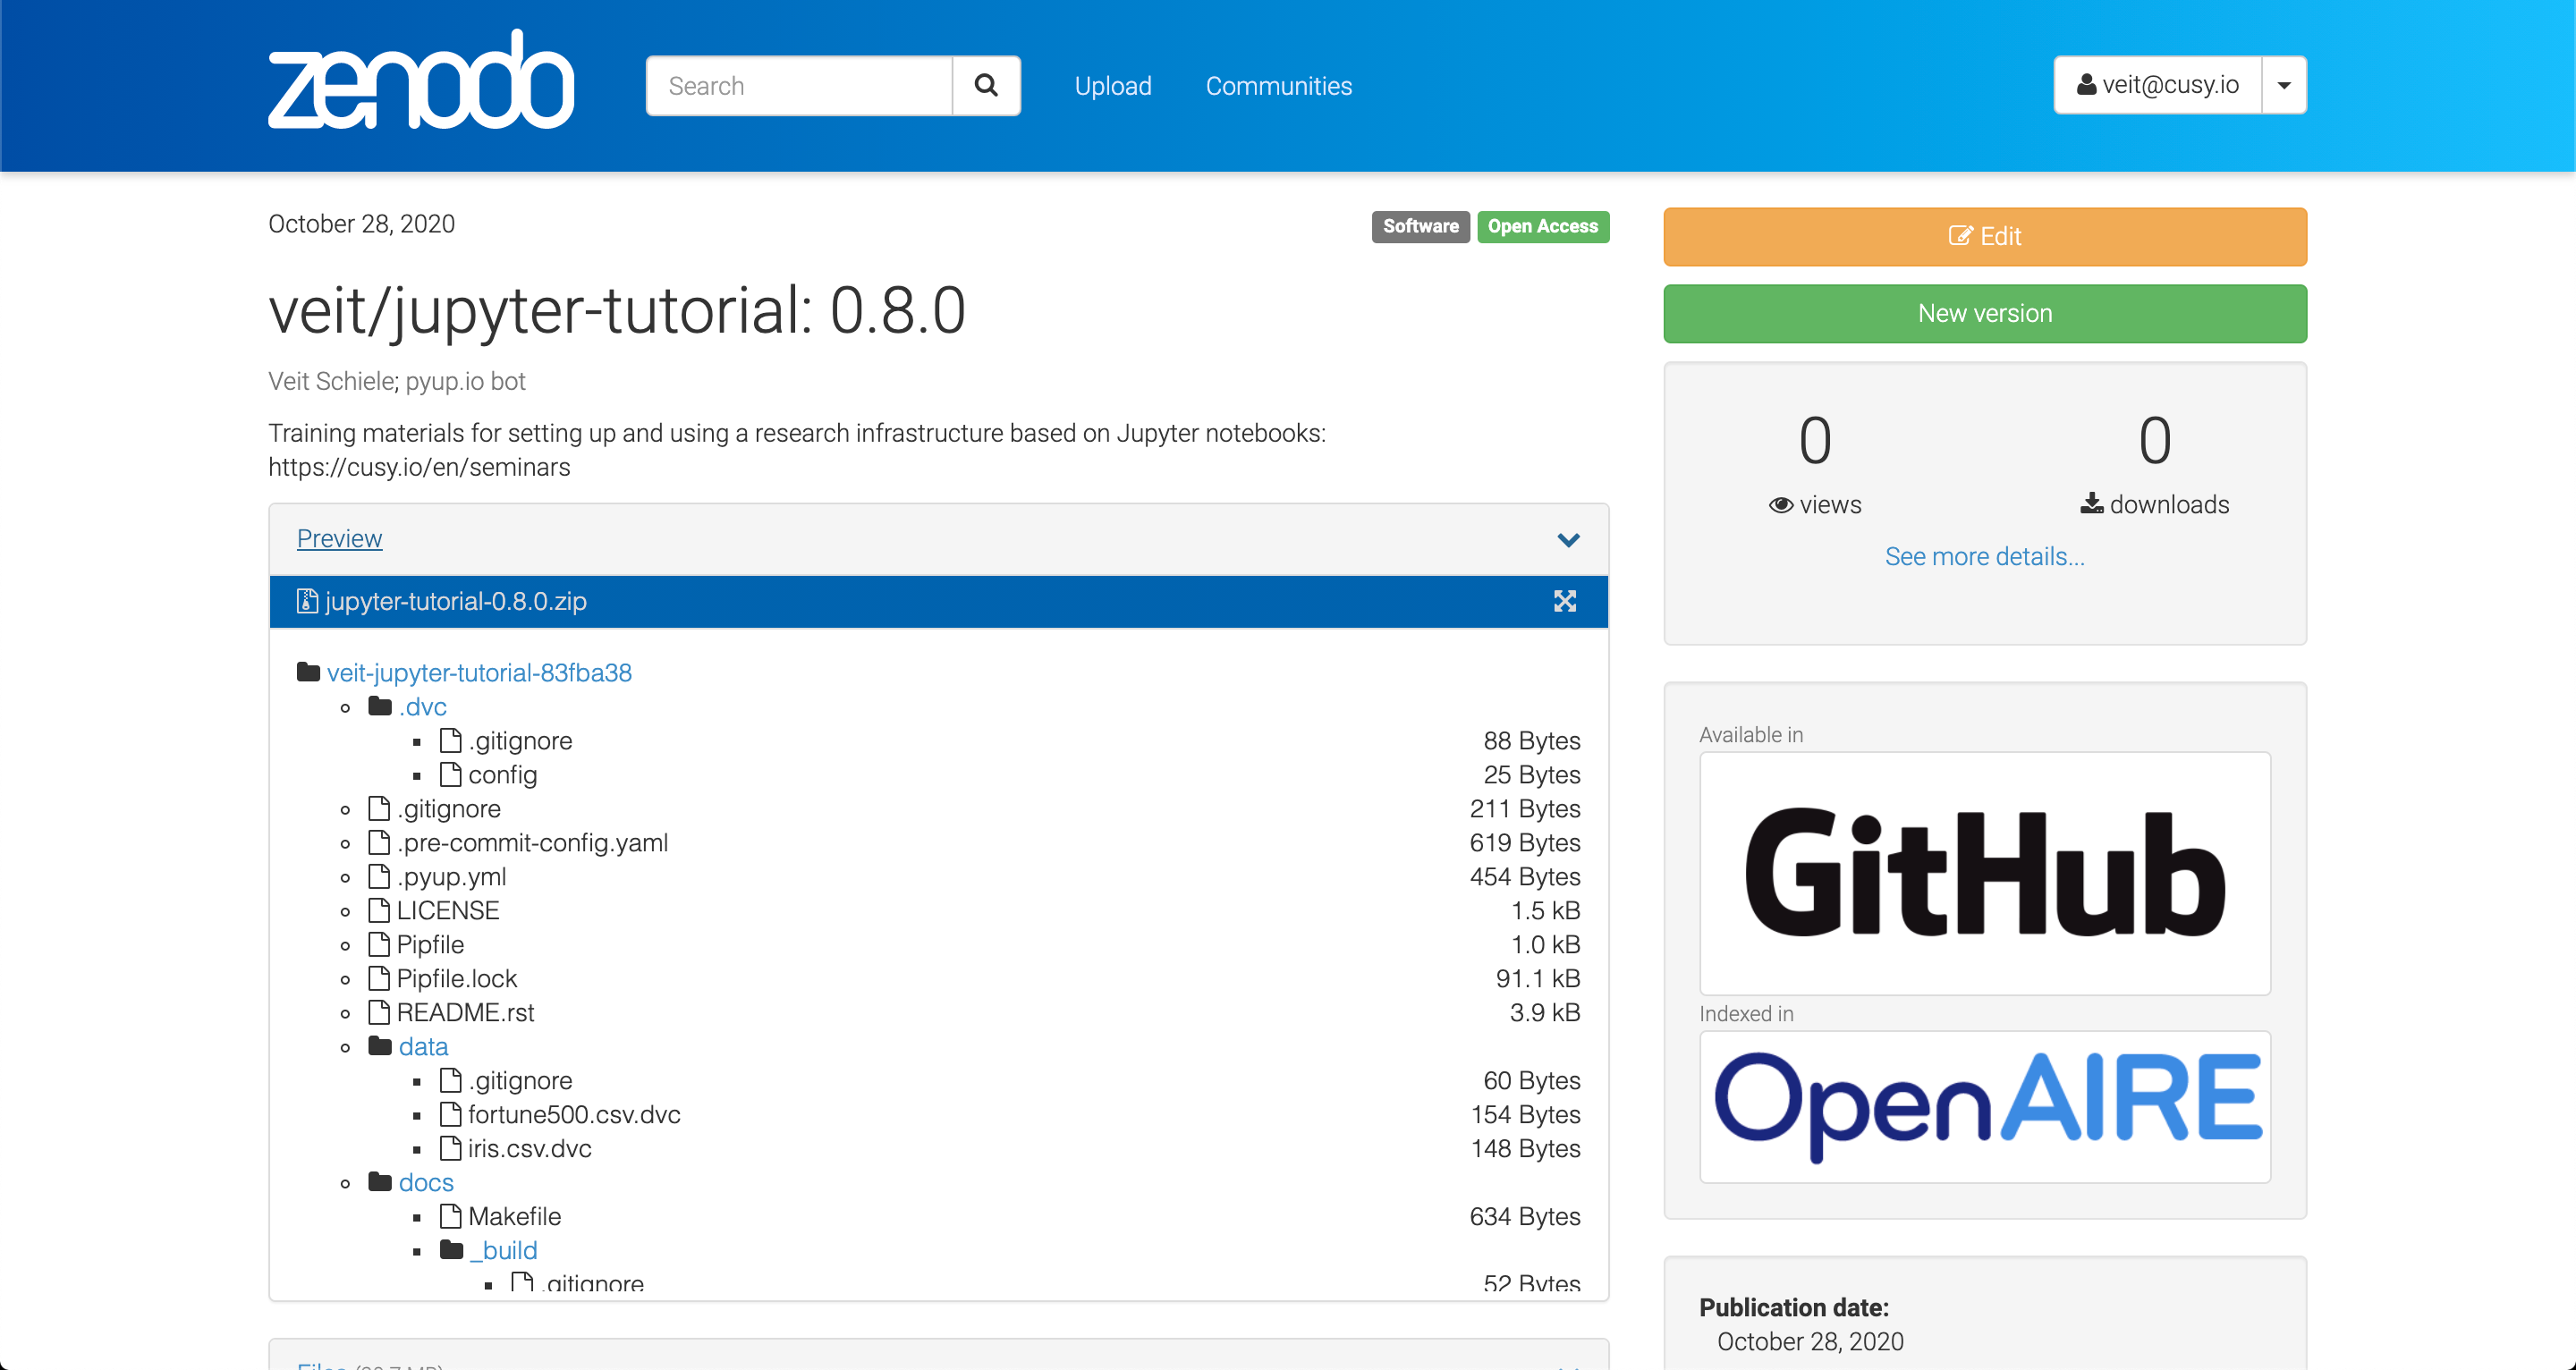 zenodo
Search
Upload
Communities
veit@cusy.io
October 28, 2020
Software
Open Access
veit/jupyter-tutorial: 0.8.0
Veit Schiele; pyup.io bot
Training materials for setting up and using a research infrastructure based on Jupyter notebooks:
https://cusy.io/en/seminars
Preview
jupyter-tutorial-0.8.0.zip
veit-jupyter-tutorial-83fba38
.dvc
.gitignore 88 Bytes
config 25 Bytes
.gitignore 211 Bytes
.pre-commit-config.yaml 619 Bytes
.pyup.yml 454 Bytes
LICENSE 1.5 kB
Pipfile 1.0 kB
Pipfile.lock 91.1 kB
README.rst 3.9 kB
data
.gitignore 60 Bytes
fortune500.csv.dvc 154 Bytes
iris.csv.dvc 148 Bytes
docs
Makefile 634 Bytes
_build
.gitignore 52 Bytes
Edit
New version
0 0
views downloads
See more details...
Available in
GitHub
Indexed in
OpenAIRE
Publication date:
October 28, 2020